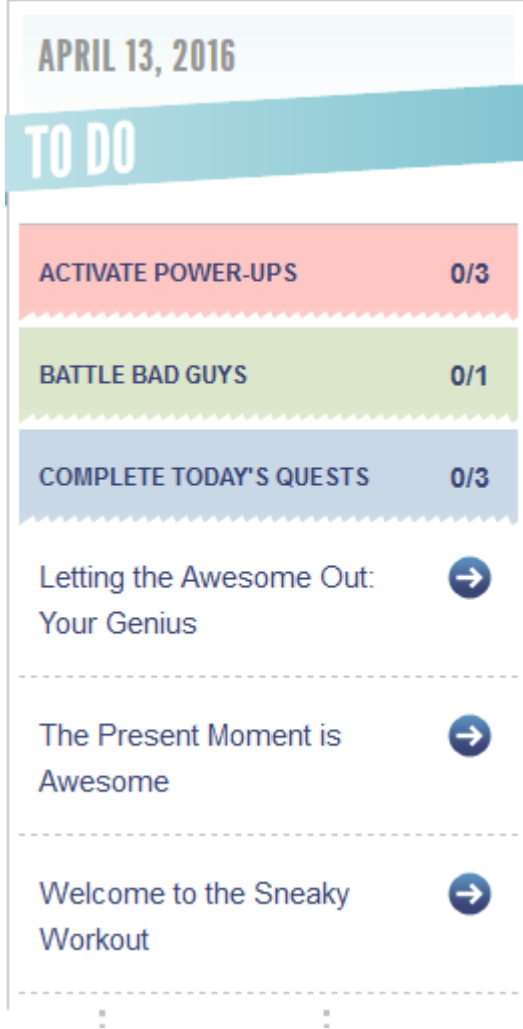 APRIL 13, 2016
TO DO
ACTIVATE POWER-UPS 0/3
BATTLE BAD GUYS 0/1
COMPLETE TODAY'S QUESTS 0/3
Letting the Awesome Out:
Your Genius
The Present Moment is
Awesome
Welcome to the Sneaky
Workout